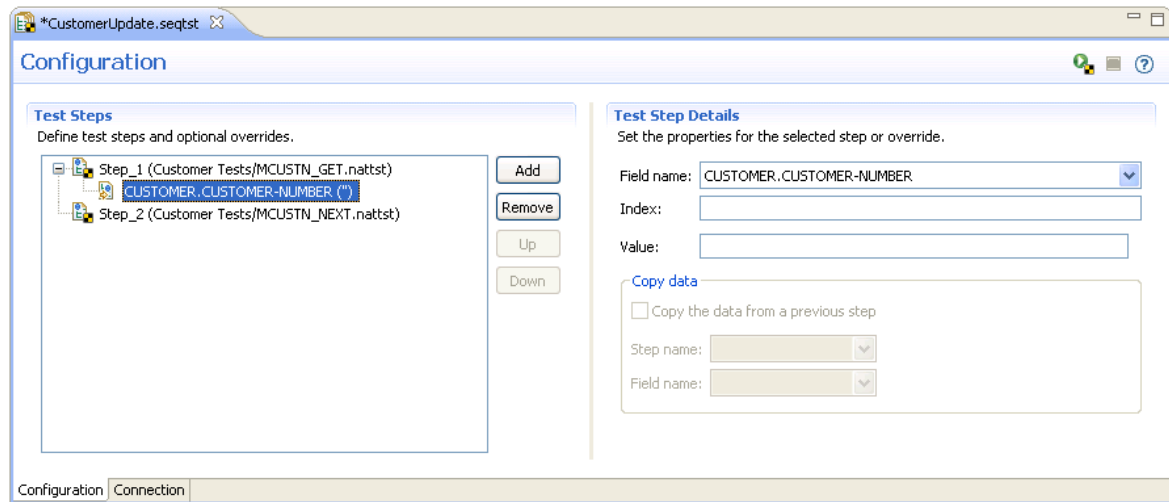 *CustomerUpdate.seqtst
Configuration
Test Steps
Define test steps and optional overrides.
Step_1 (Customer Tests/MCUSTN_GET.nattst)
CUSTOMER.CUSTOMER-NUMBER ('')
Step_2 (Customer Tests/MCUSTN_NEXT.nattst)
Add
Remove
Up
Down
Test Step Details
Set the properties for the selected step or override.
Field name: CUSTOMER.CUSTOMER-NUMBER
Index:
Value:
Copy data
Copy the data from a previous step
Step name:
Field name:
Configuration Connection